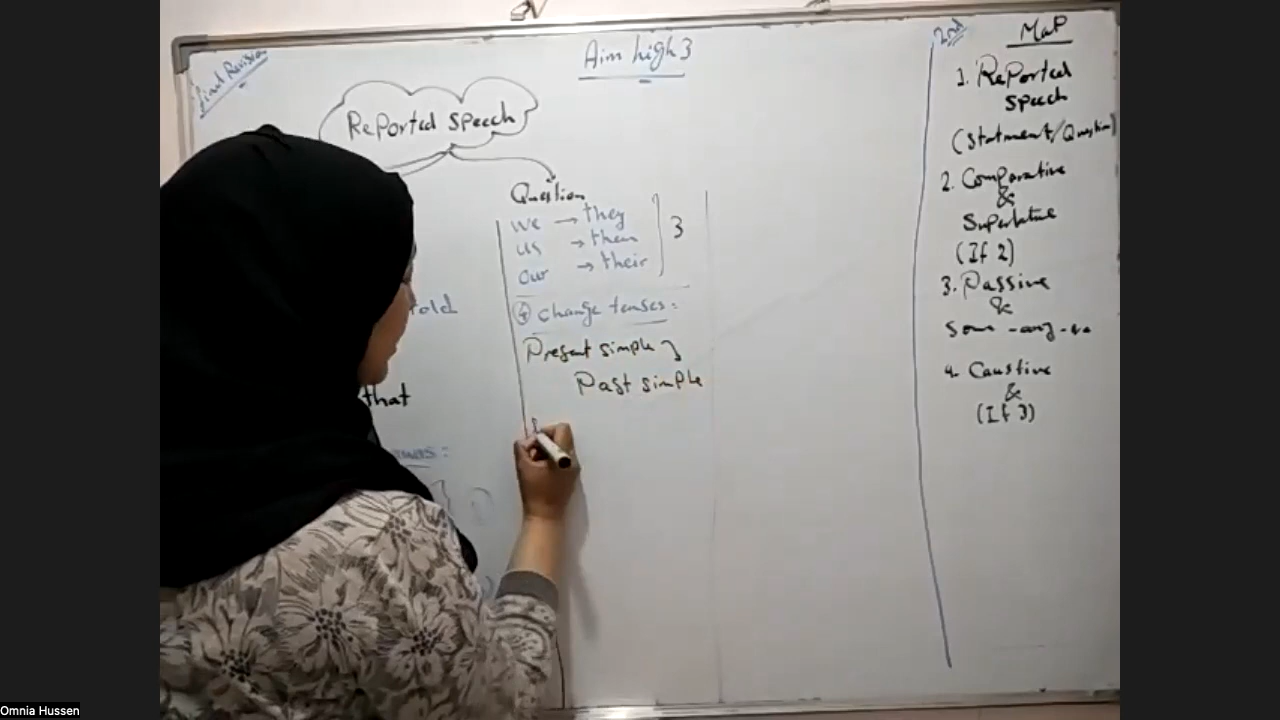 Final Revision
Aim high 3
Reported speech
Question
we → they
us → them
our → their
3
④ change tenses:
Present simple
Past simple
told
that
2nd
MaP
1. RePorted
speech
(statment/Question)
2. Comparative
&
Superlative
(If 2)
3. Passive
&
4. Caustive
&
(If 3)
Omnia Hussen